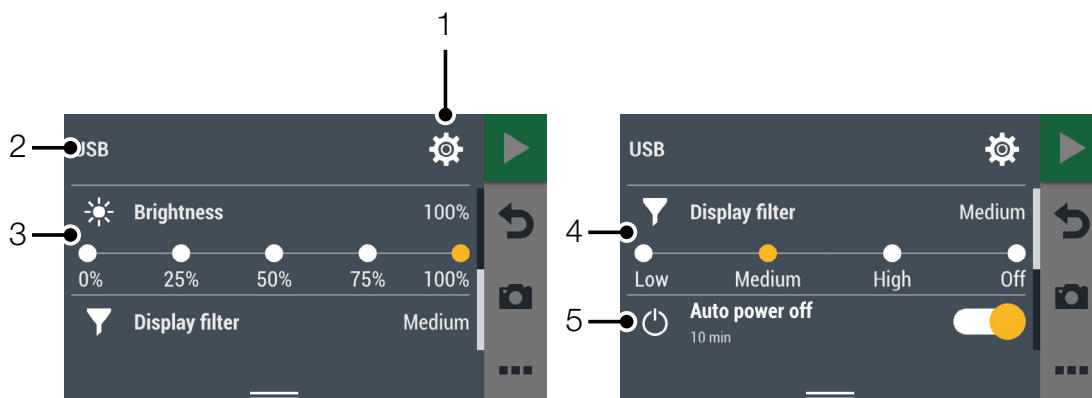 1
2
USB
Brightness
100%
3
0%
25%
50%
75%
100%
Display filter
Medium
USB
4
Display filter
Medium
Low
Medium
High
Off
5
Auto power off
10 min